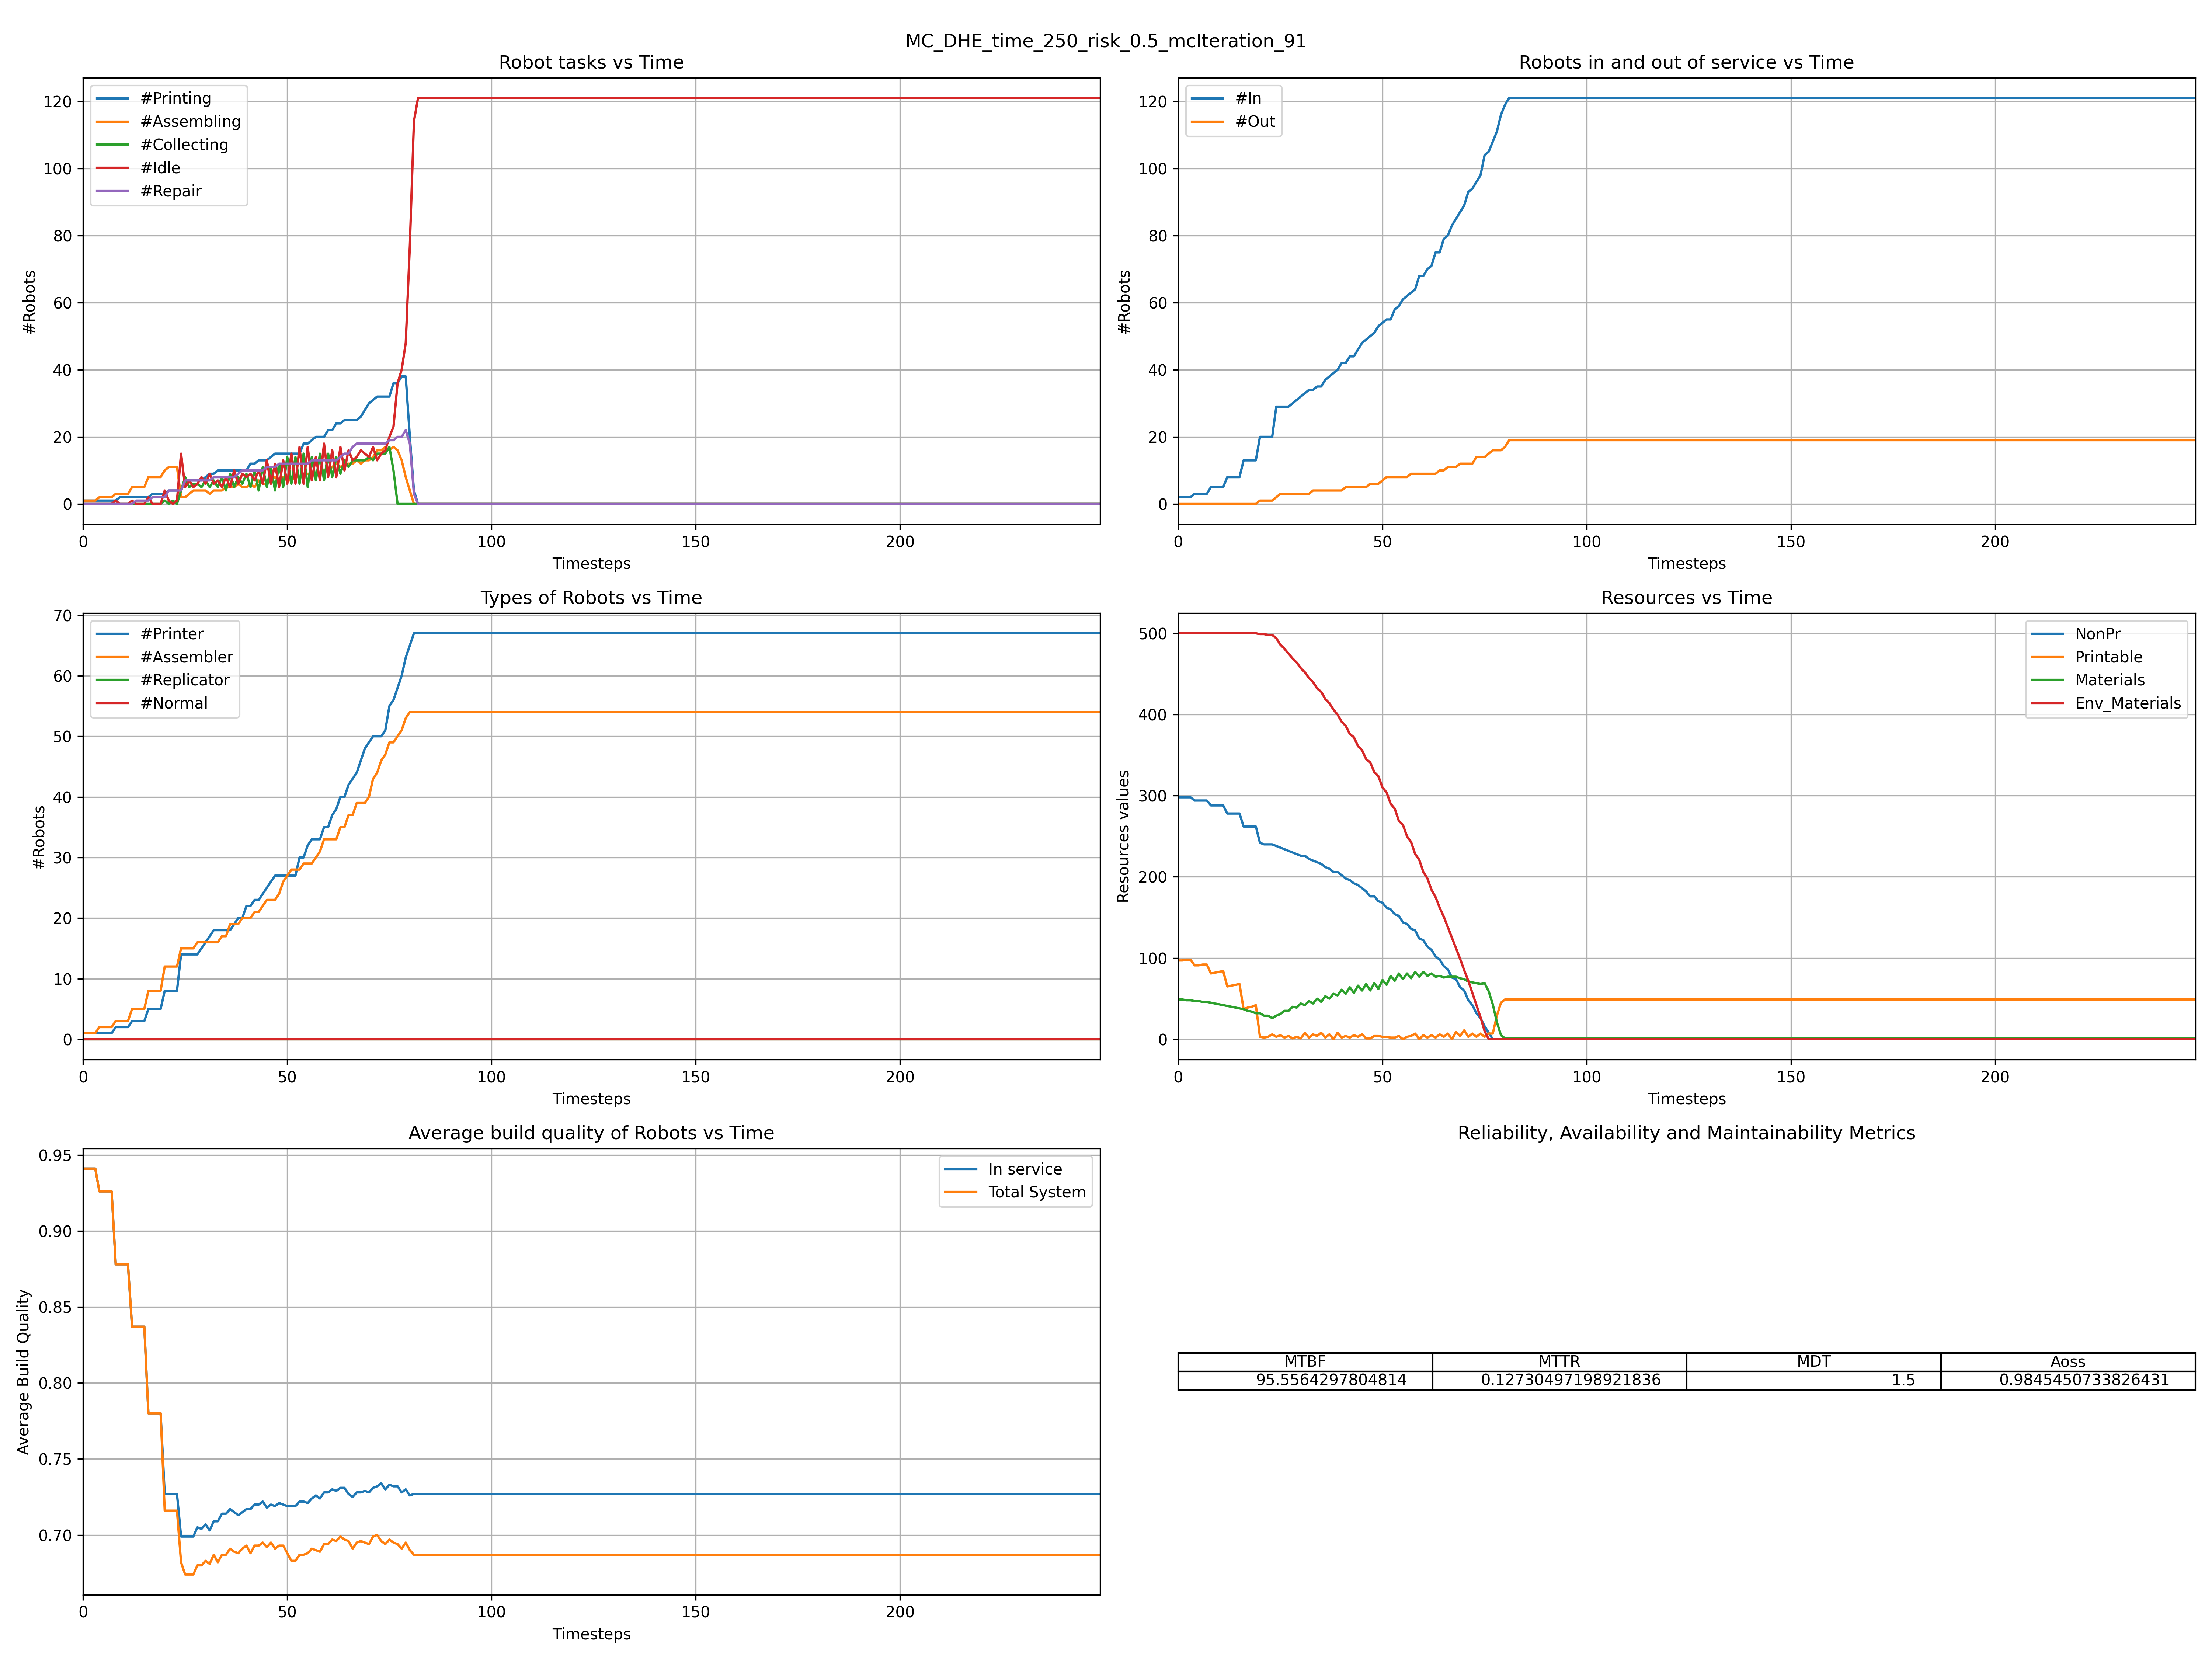 MC_DHE_time_250_risk_0.5_mcIteration_91
Robot tasks vs Time
#Printing
#Assembling
#Collecting
#Idle
#Repair
120
100
80
60
40
20
0
#Robots
0 50 100 150 200
Timesteps
Robots in and out of service vs Time
#In
#Out
120
100
80
60
40
20
0
#Robots
0 50 100 150 200
Timesteps
Types of Robots vs Time
#Printer
#Assembler
#Replicator
#Normal
70
60
50
40
30
20
10
0
#Robots
0 50 100 150 200
Timesteps
Resources vs Time
NonPr
Printable
Materials
Env_Materials
500
400
300
200
100
0
Resources values
0 50 100 150 200
Timesteps
Average build quality of Robots vs Time
In service
Total System
0.95
0.90
0.85
0.80
0.75
0.70
Average Build Quality
0 50 100 150 200
Timesteps
Reliability, Availability and Maintainability Metrics
MTBF MTTR MDT Aoss
95.5564297804814 0.12730497198921836 1.5 0.9845450733826431